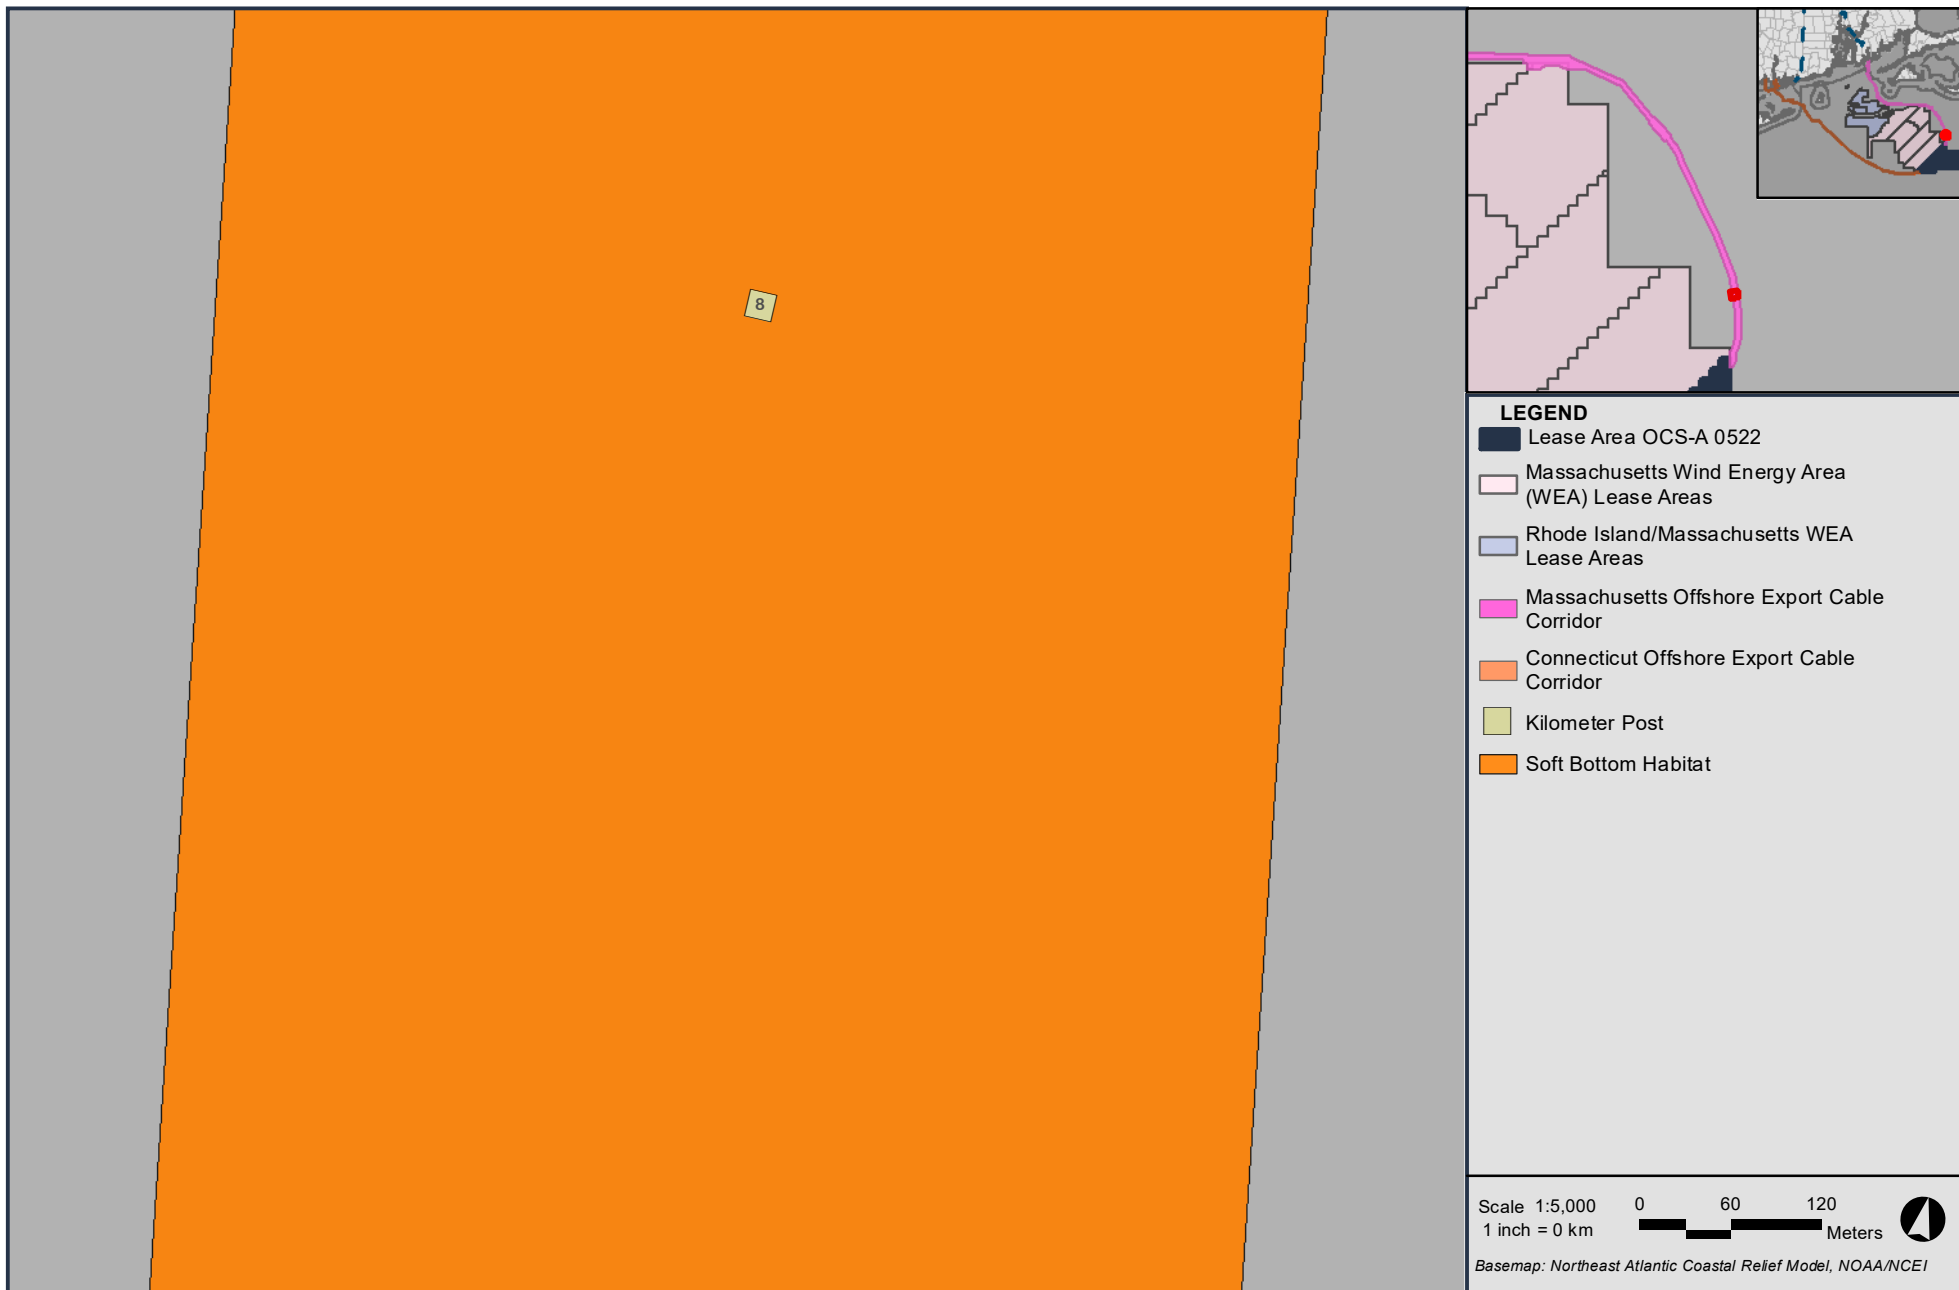 8
LEGEND
Lease Area OCS-A 0522
Massachusetts Wind Energy Area
(WEA) Lease Areas
Rhode Island/Massachusetts WEA
Lease Areas
Massachusetts Offshore Export Cable
Corridor
Connecticut Offshore Export Cable
Corridor
Kilometer Post
Soft Bottom Habitat
Scale 1:5,000
1 inch = 0 km
0 60 120
Meters
Basemap: Northeast Atlantic Coastal Relief Model, NOAA/NCEI